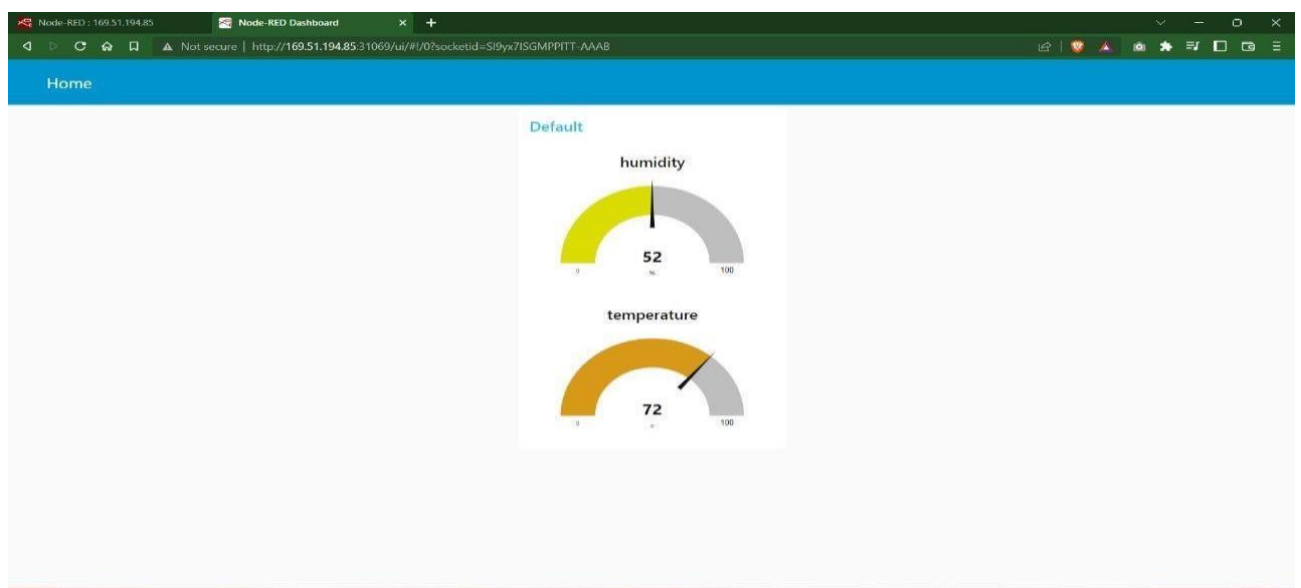 Node-RED : 169.51.194.85
Node-RED Dashboard
Not secure | http://169.51.194.85:31069/ui/#!/0?socketid=SI9yx7ISGMPPITT-AAAB
Home
Default
humidity
52
%
0
100
temperature
72
0
100